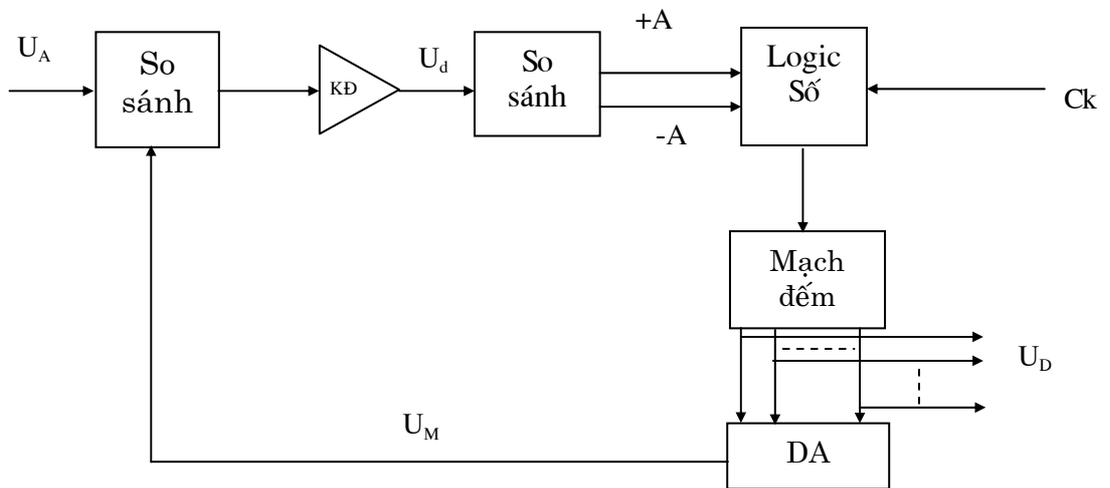 U_A
So
sánh
KĐ
U_d
So
sánh
+A
-A
Logic
Số
Ck
Mạch
đếm
U_D
U_M
DA